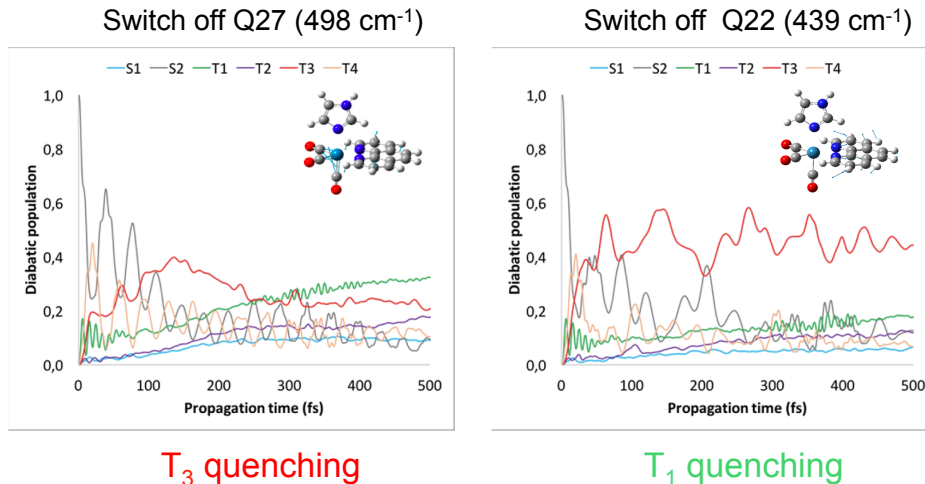 Switch off Q27 (498 cm⁻¹)
S1 S2 T1 T2 T3 T4
1,0
0,8
0,6
0,4
0,2
0,0
Diabatic population
0 100 200 300 400 500
Propagation time (fs)
T₃ quenching
Switch off Q22 (439 cm⁻¹)
S1 S2 T1 T2 T3 T4
1,0
0,8
0,6
0,4
0,2
0,0
Diabatic population
0 100 200 300 400 500
Propagation time (fs)
T₁ quenching